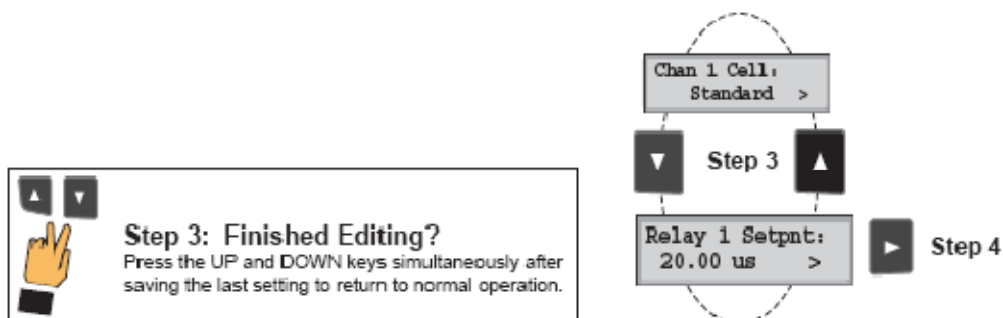 Chan 1 Cell:
Standard >
Step 3
Relay 1 Setpnt:
20.00 us >
Step 4
Step 3: Finished Editing?
Press the UP and DOWN keys simultaneously after
saving the last setting to return to normal operation.